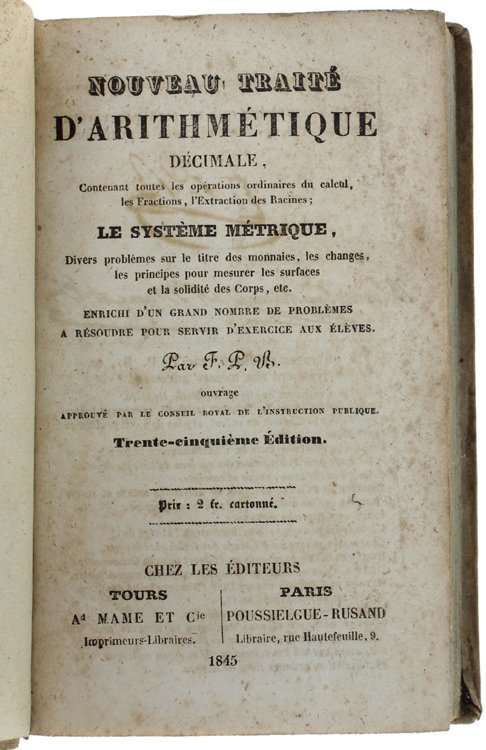 NOUVEAU TRAITÉ
D'ARITHMÉTIQUE
DÉCIMALE,
Contenant toutes les opérations ordinaires du calcul,
les Fractions, l'Extraction des Racines;
LE SYSTÈME MÉTRIQUE,
Divers problèmes sur le titre des monnaies, les changes,
les principes pour mesurer les surfaces
et la solidité des Corps, etc.
ENRICHI D'UN GRAND NOMBRE DE PROBLÈMES
A RÉSOUDRE POUR SERVIR D'EXERCICE AUX ÉLÈVES.
Par F. P. B.
ouvrage
APPROUVÉ PAR LE CONSEIL ROYAL DE L'INSTRUCTION PUBLIQUE.
Trente-cinquième Édition.
Prix : 2 fr. cartonné.
CHEZ LES ÉDITEURS
TOURS
Ad MAME ET Cie
Imprimeurs-Libraires.
PARIS
POUSSIELGUE-RUSAND
Libraire, rue Hautefeuille, 9.
1845